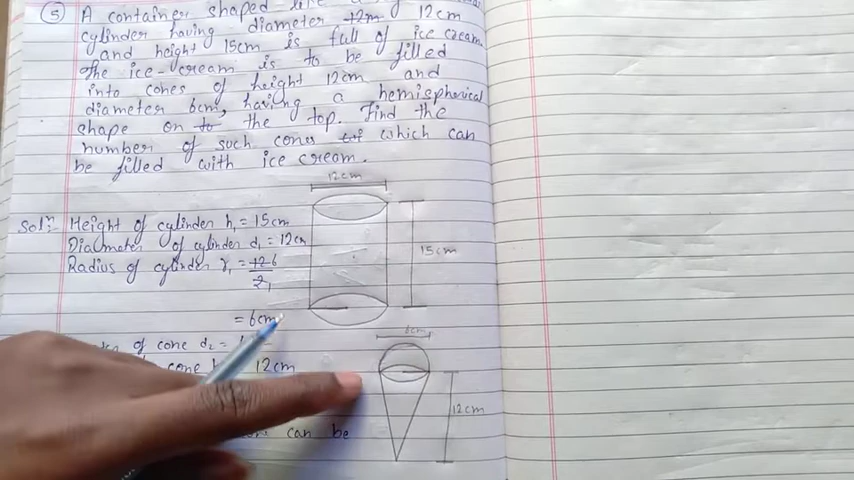 5 A container shaped like a 12cm
cylinder having diameter 12m 12cm
and height 15cm is full of ice cream.
The ice-cream is to be filled
into cones of height 12cm and
diameter 6cm, having a hemispherical
shape on to the top. Find the
number of such cones which can
be filled with ice cream.
12cm
Solⁿ: Height of cylinder h₁ = 15cm
Diameter of cylinder d₁ = 12cm
Radius of cylinder r₁ = 12 6
2 1
15cm
= 6cm
6cm
of cone d₂ =
cone 12cm
12cm
can be